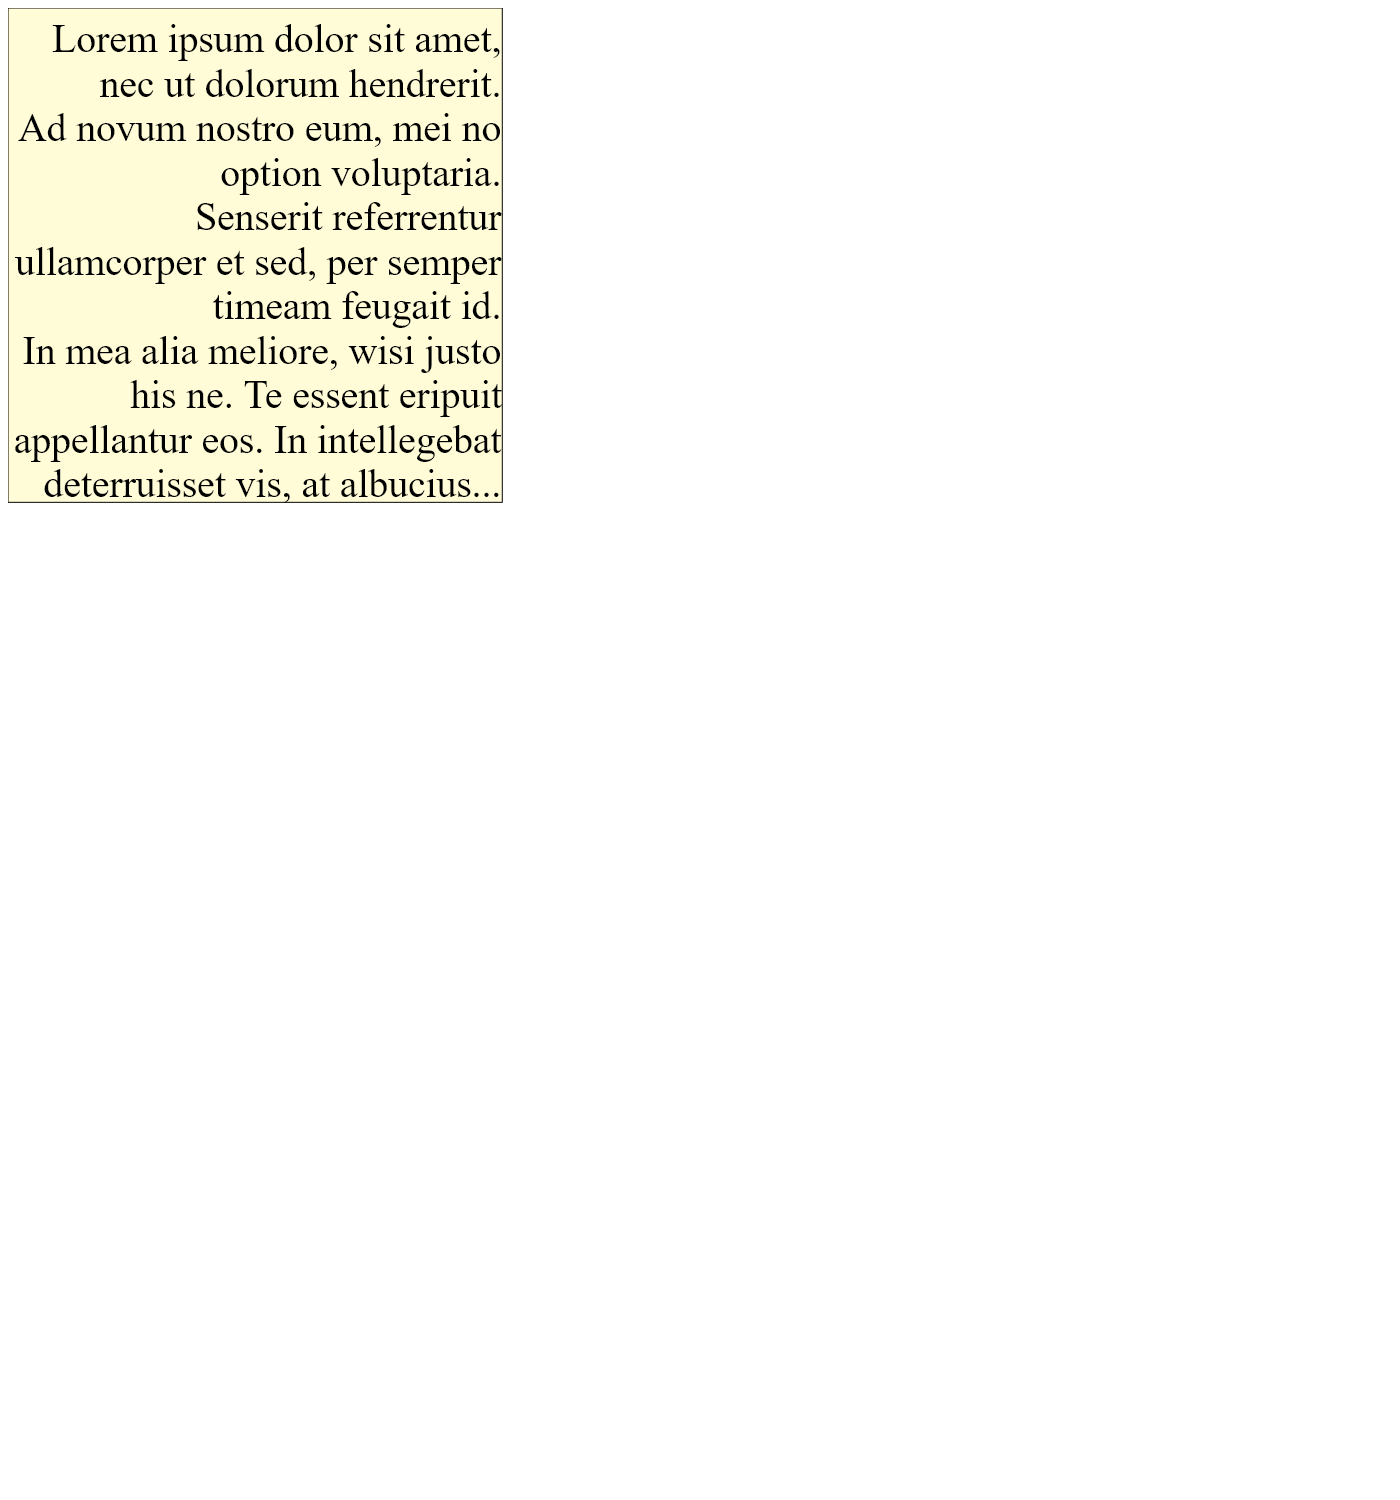 Lorem ipsum dolor sit amet,
nec ut dolorum hendrerit.
Ad novum nostro eum, mei no
option voluptaria.
Senserit referrentur
ullamcorper et sed, per semper
timeam feugait id.
In mea alia meliore, wisi justo
his ne. Te essent eripuit
appellantur eos. In intellegebat
deterruisset vis, at albucius...